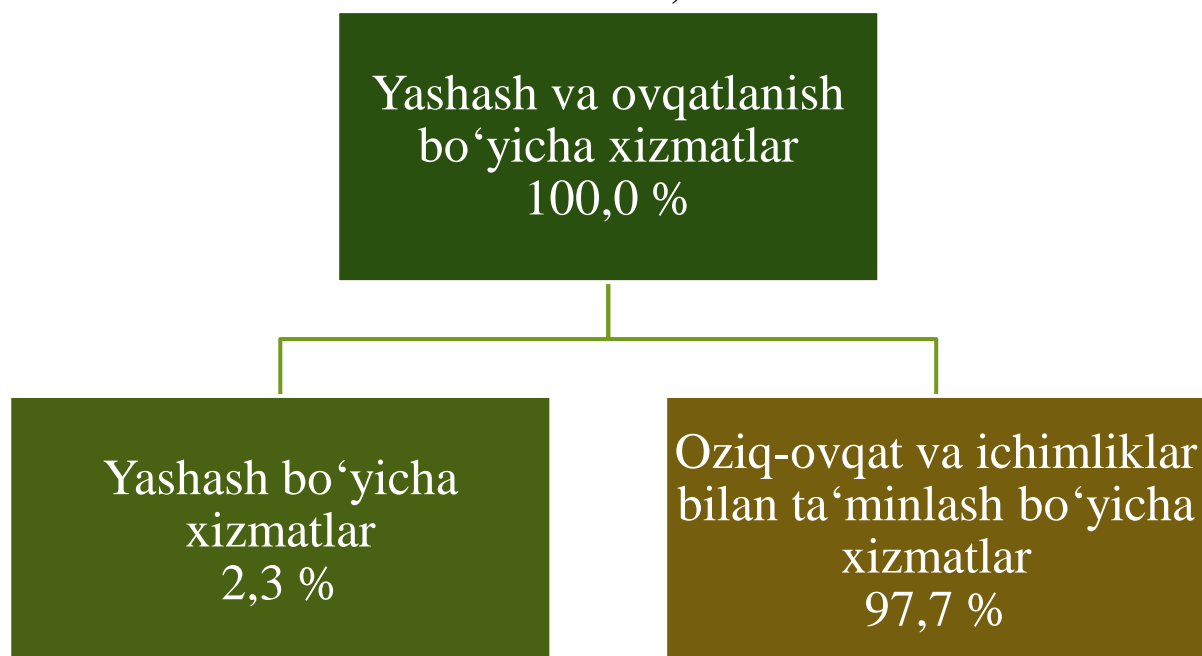 Yashash va ovqatlanish
bo‘yicha xizmatlar
100,0 %
Yashash bo‘yicha
xizmatlar
2,3 %
Oziq-ovqat va ichimliklar
bilan ta‘minlash bo‘yicha
xizmatlar
97,7 %